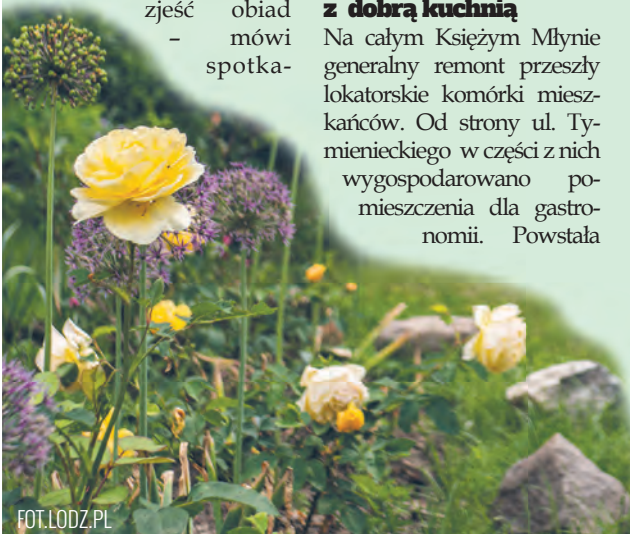 zjeść obiad
– mówi
spotka-
z dobrą kuchnią
Na całym Księżym Młynie
generalny remont przeszły
lokatorskie komórki miesz-
kańców. Od strony ul. Ty-
mienieckiego w części z nich
wygospodarowano po-
mieszczenia dla gastro-
nomii. Powstała
FOT.LODZ.PL